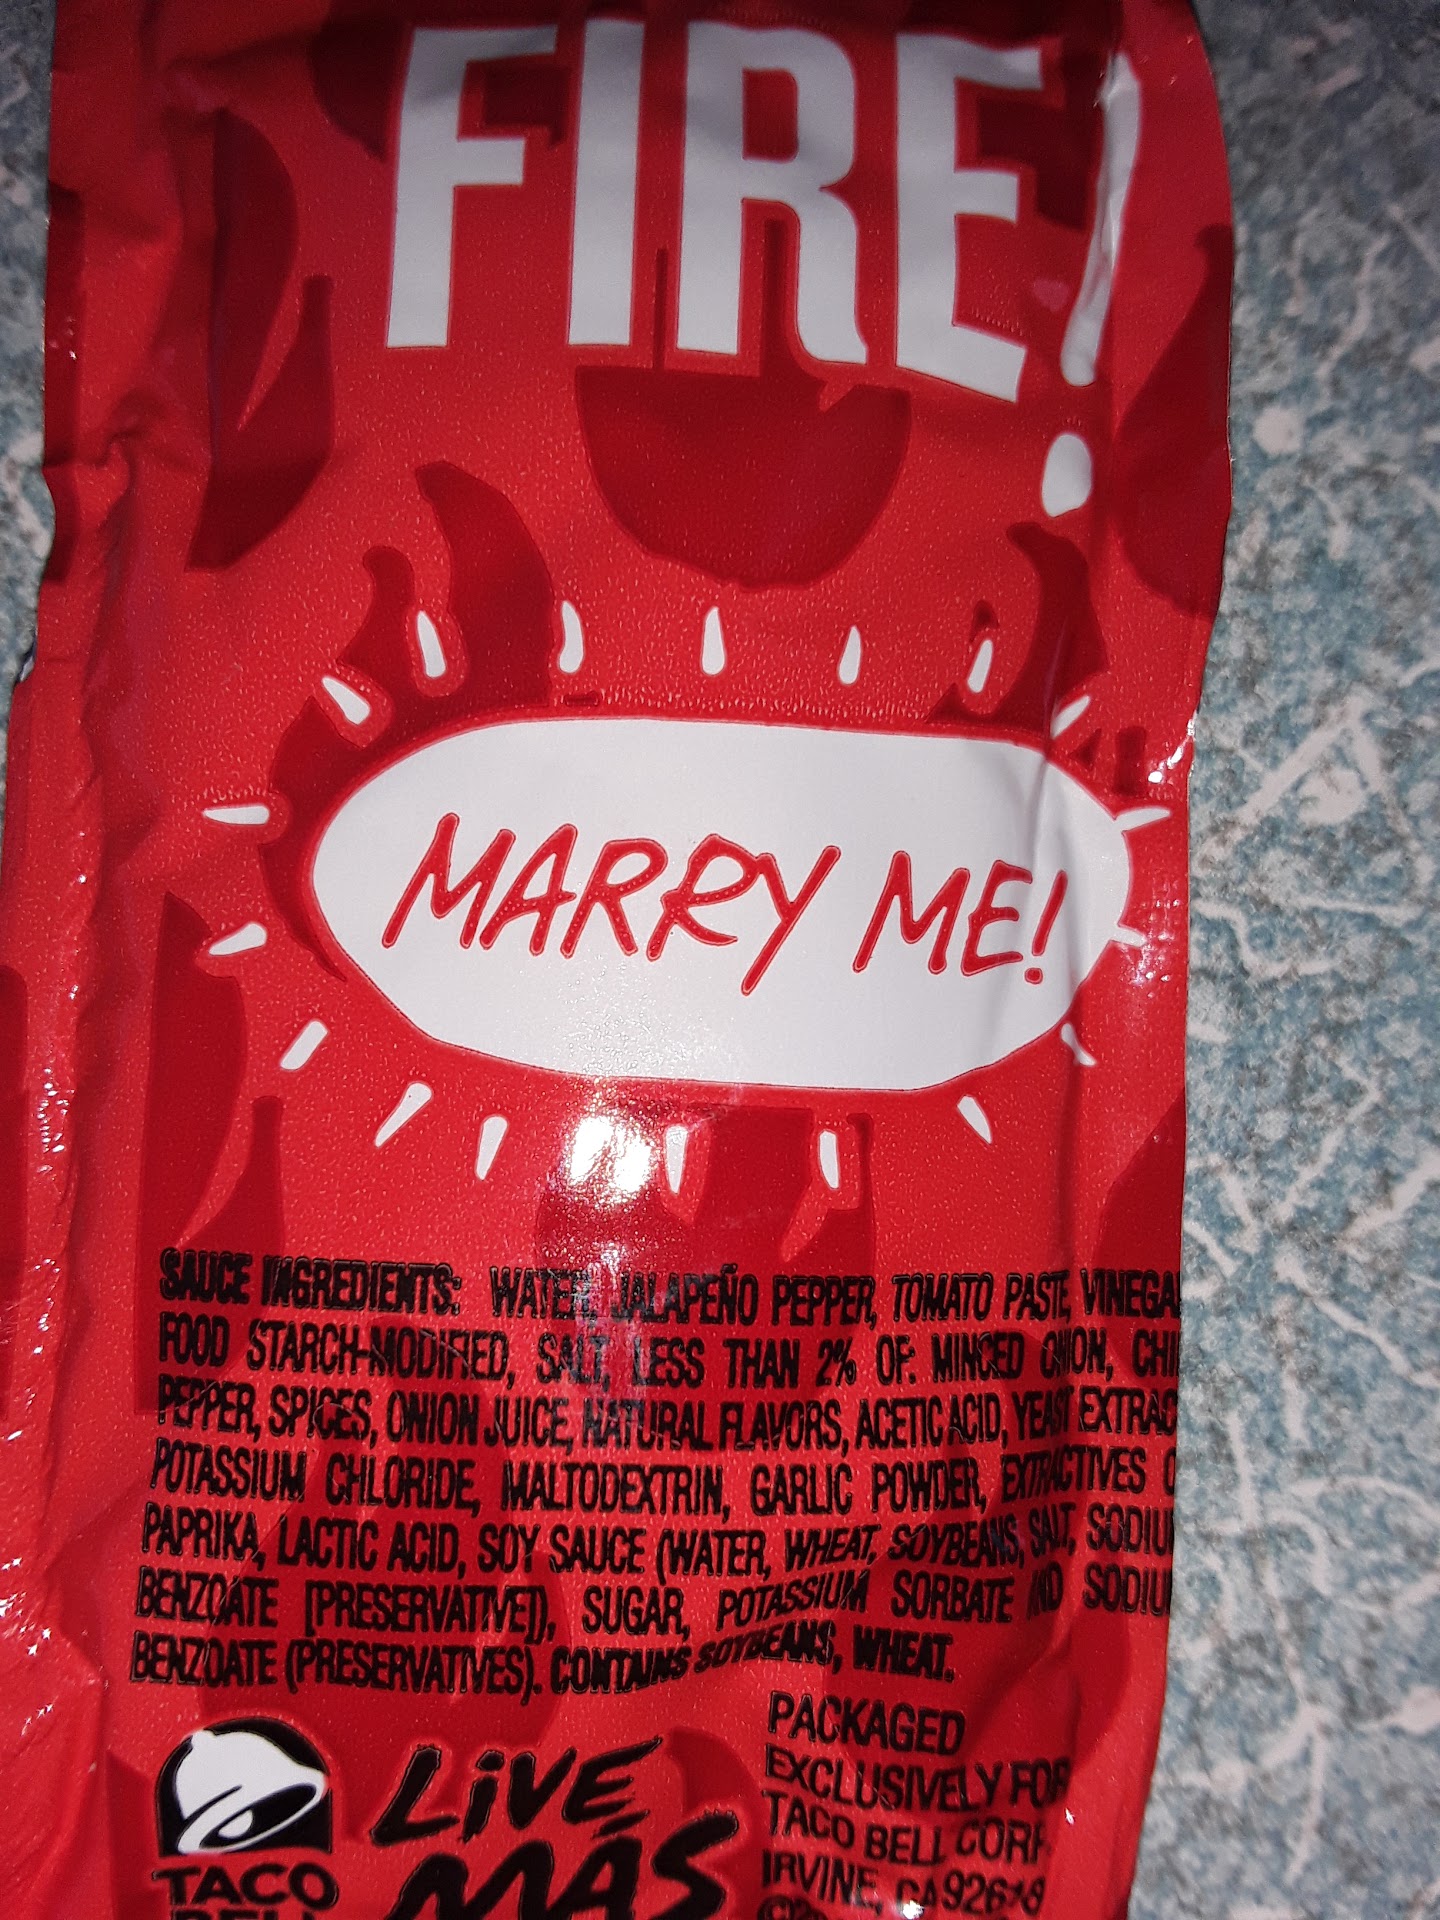 FIRE!
MARRY ME!
SAUCE INGREDIENTS: WATER, JALAPEÑO PEPPER, TOMATO PASTE, VINEGA
FOOD STARCH-MODIFIED, SALT, LESS THAN 2% OF: MINCED ONION, CHI
PEPPER, SPICES, ONION JUICE, NATURAL FLAVORS, ACETIC ACID, YEAST EXTRAC
POTASSIUM CHLORIDE, MALTODEXTRIN, GARLIC POWDER, EXTRACTIVES O
PAPRIKA, LACTIC ACID, SOY SAUCE (WATER, WHEAT, SOYBEANS, SALT, SODIU
BENZOATE [PRESERVATIVE]), SUGAR, POTASSIUM SORBATE AND SODIU
BENZOATE (PRESERVATIVES). CONTAINS SOYBEANS, WHEAT.
TACO
BELL
LiVE
MÁS
PACKAGED
EXCLUSIVELY FOR
TACO BELL CORP.
IRVINE, CA 92618